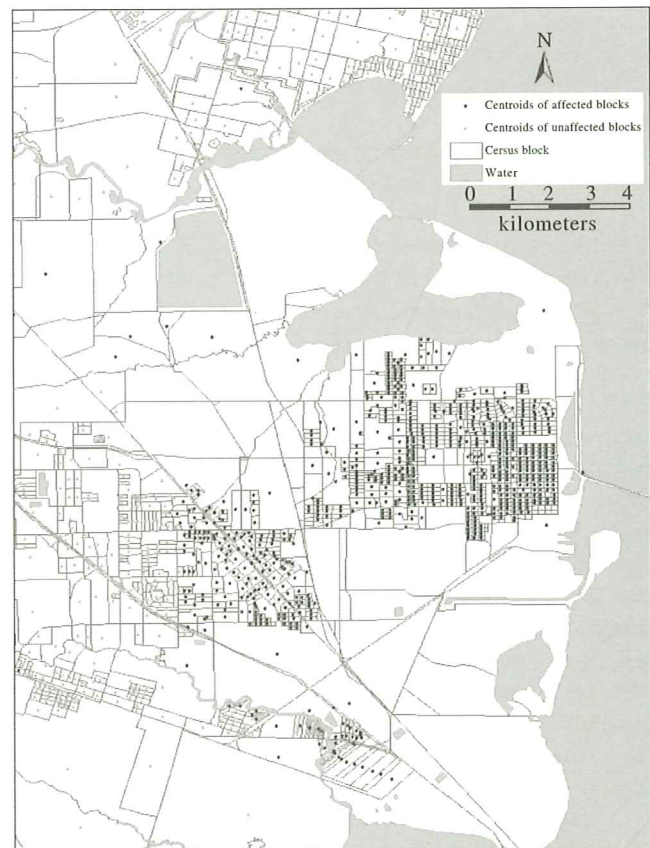 N
Centroids of affected blocks
Centroids of unaffected blocks
Cersus block
Water
0 1 2 3 4
kilometers